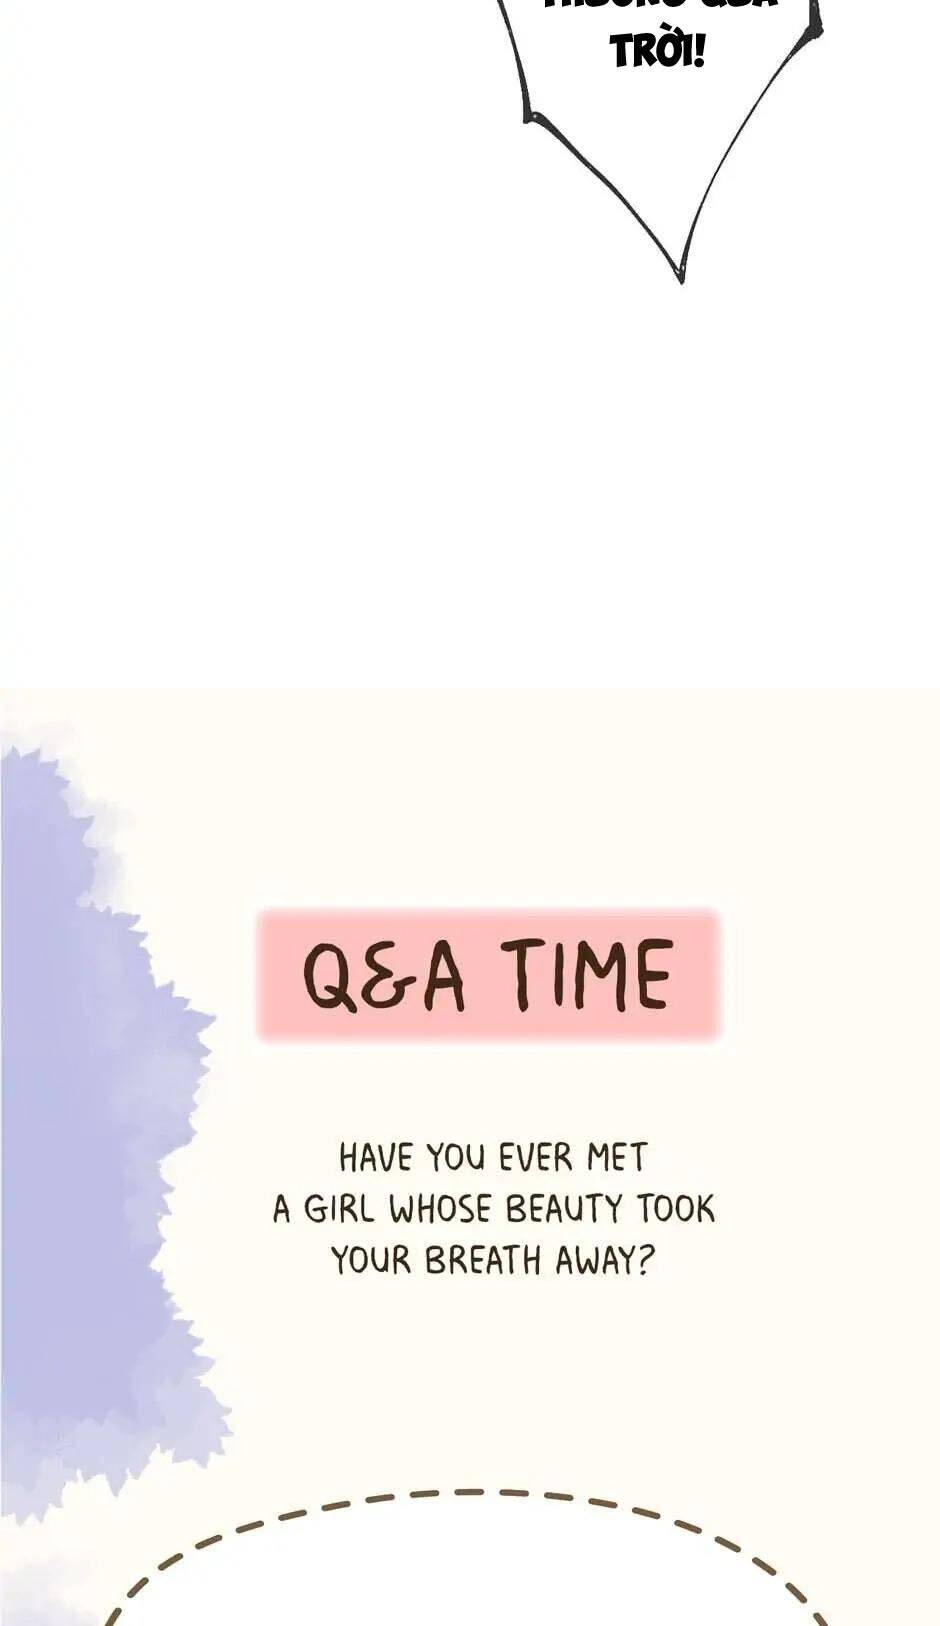 TRỜI!
Q&A TIME
HAVE YOU EVER MET
A GIRL WHOSE BEAUTY TOOK
YOUR BREATH AWAY?